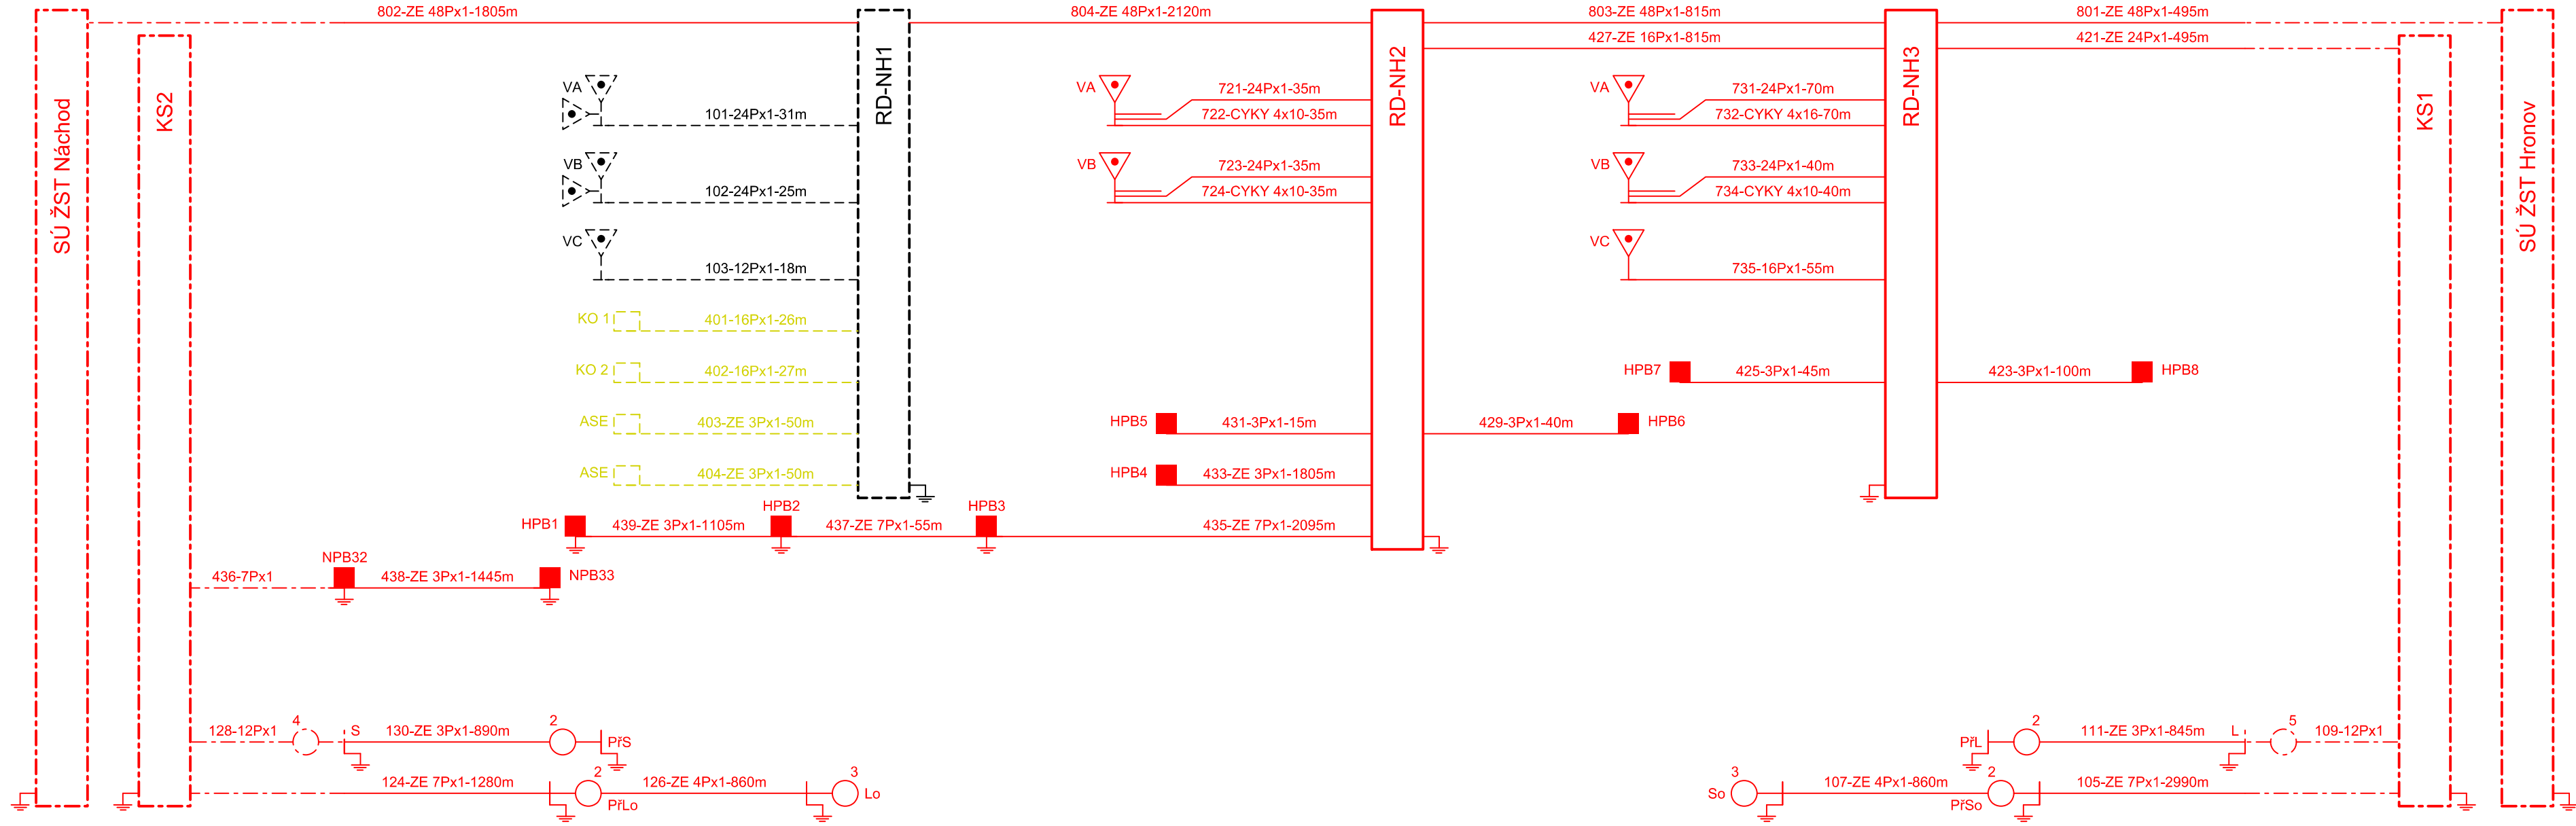 802-ZE 48Px1-1805m
804-ZE 48Px1-2120m
803-ZE 48Px1-815m
801-ZE 48Px1-495m
427-ZE 16Px1-815m
421-ZE 24Px1-495m
SÚ ŽST Náchod
KS2
RD-NH1
RD-NH2
RD-NH3
KS1
SÚ ŽST Hronov
VA
101-24Px1-31m
VB
102-24Px1-25m
VC
103-12Px1-18m
KO 1
401-16Px1-26m
KO 2
402-16Px1-27m
ASE
403-ZE 3Px1-50m
ASE
404-ZE 3Px1-50m
VA
721-24Px1-35m
722-CYKY 4x10-35m
VB
723-24Px1-35m
724-CYKY 4x10-35m
VA
731-24Px1-70m
732-CYKY 4x16-70m
VB
733-24Px1-40m
734-CYKY 4x10-40m
VC
735-16Px1-55m
HPB7
425-3Px1-45m
423-3Px1-100m
HPB8
HPB5
431-3Px1-15m
429-3Px1-40m
HPB6
HPB4
433-ZE 3Px1-1805m
HPB1
439-ZE 3Px1-1105m
HPB2
437-ZE 7Px1-55m
HPB3
435-ZE 7Px1-2095m
436-7Px1
NPB32
438-ZE 3Px1-1445m
NPB33
128-12Px1
4
S
130-ZE 3Px1-890m
2
PřS
124-ZE 7Px1-1280m
2
PřLo
126-ZE 4Px1-860m
3
Lo
PřL
2
111-ZE 3Px1-845m
L
5
109-12Px1
So
3
107-ZE 4Px1-860m
2
PřSo
105-ZE 7Px1-2990m